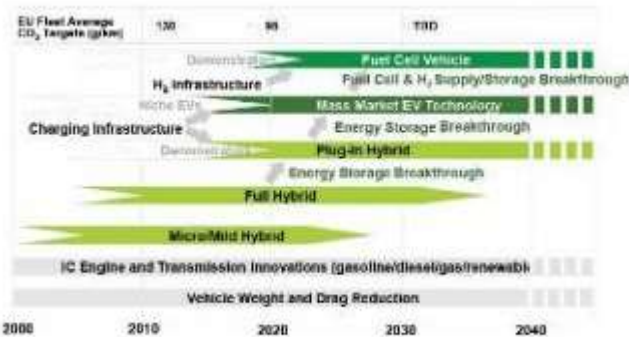 EU Fleet Average CO₂ Targets (g/km) 130 95 TBD
Fuel Cell Vehicle
H₂ Infrastructure
Fuel Cell & H₂ Supply/Storage Breakthrough
Niche EVs
Mass Market EV Technology
Charging Infrastructure
Energy Storage Breakthrough
Plug-In Hybrid
Energy Storage Breakthrough
Full Hybrid
Micro/Mild Hybrid
IC Engine and Transmission Innovations (gasoline/diesel/gas/renewabl
Vehicle Weight and Drag Reduction
2000 2010 2020 2030 2040